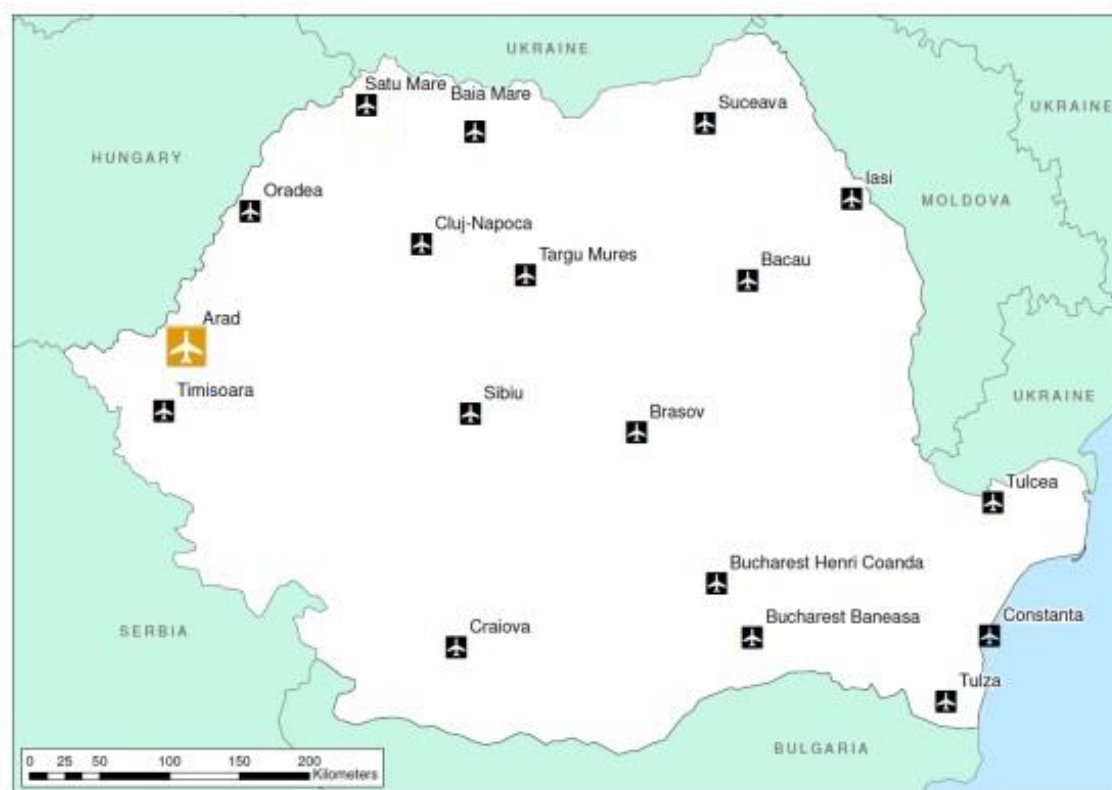 UKRAINE
Satu Mare
Baia Mare
Suceava
UKRAINE
HUNGARY
Oradea
Iasi
MOLDOVA
Cluj-Napoca
Targu Mures
Bacau
Arad
Timisoara
Sibiu
Brasov
UKRAINE
Tulcea
Bucharest Henri Coanda
SERBIA
Craiova
Bucharest Baneasa
Constanta
Tulza
BULGARIA
0 25 50 100 150 200
Kilometers